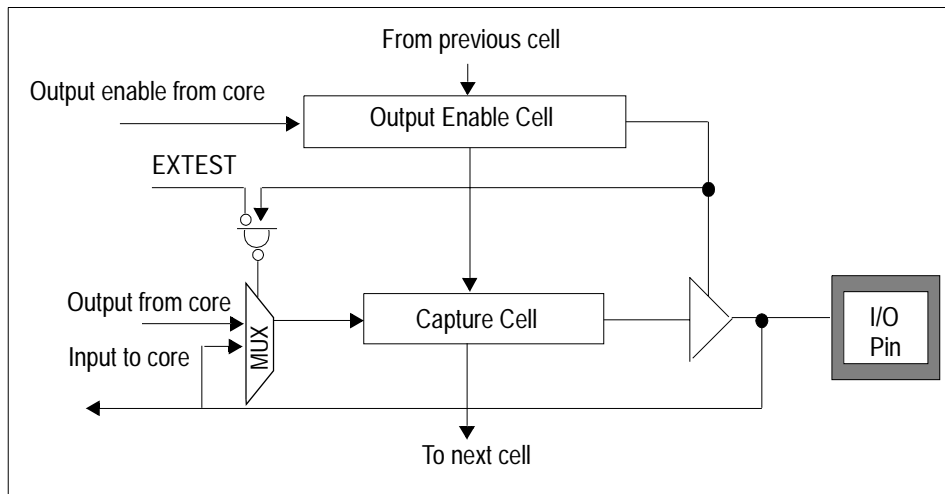 From previous cell
Output enable from core
Output Enable Cell
EXTEST
Output from core
Input to core
MUX
Capture Cell
I/O
Pin
To next cell